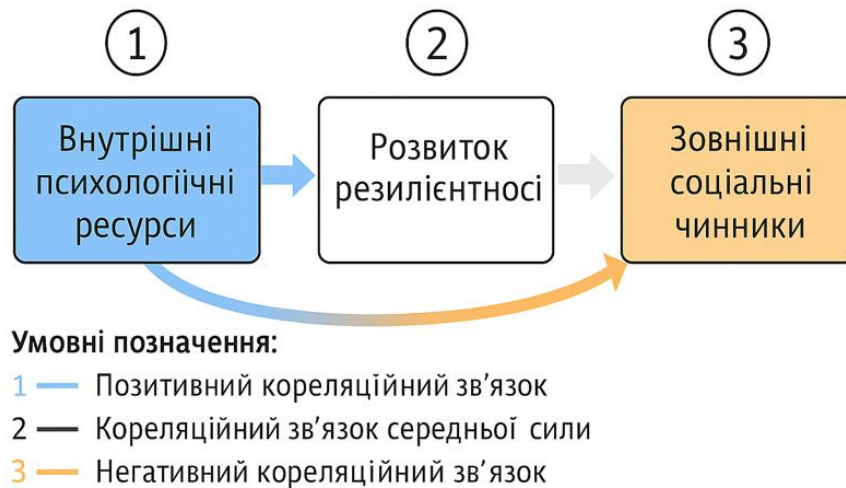 1 2 3
Внутрішні
психологіїчні
ресурси
Розвиток
резилієнтносі
Зовнішні
соціальні
чинники
Умовні позначення:
1 — Позитивний кореляційний зв'язок
2 — Кореляційний зв'язок середньої сили
3 — Негативний кореляційний зв'язок